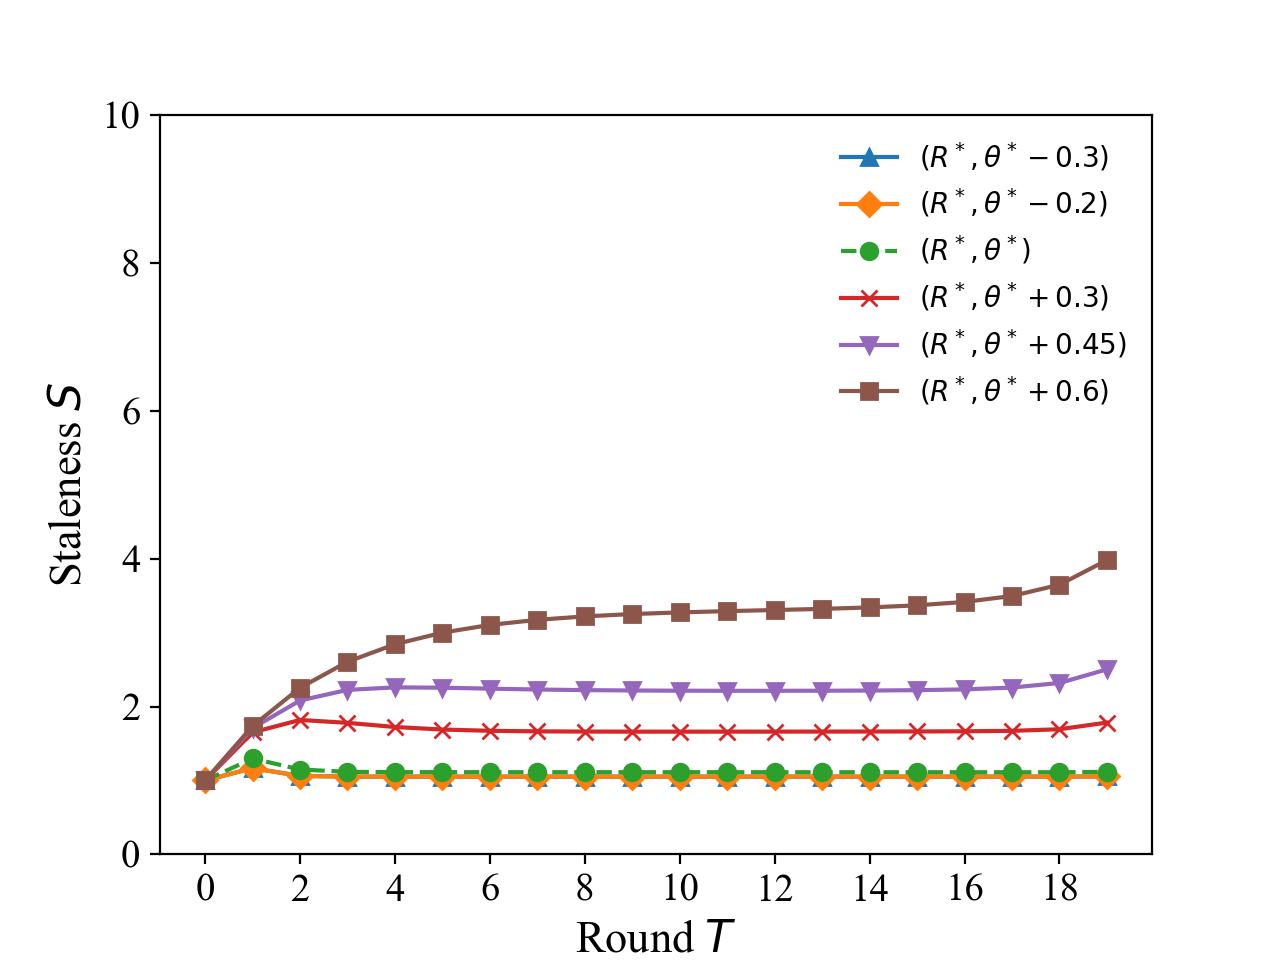 10
8
6
4
2
0
Staleness S
(R*, θ* − 0.3)
(R*, θ* − 0.2)
(R*, θ*)
(R*, θ* + 0.3)
(R*, θ* + 0.45)
(R*, θ* + 0.6)
0 2 4 6 8 10 12 14 16 18
Round T